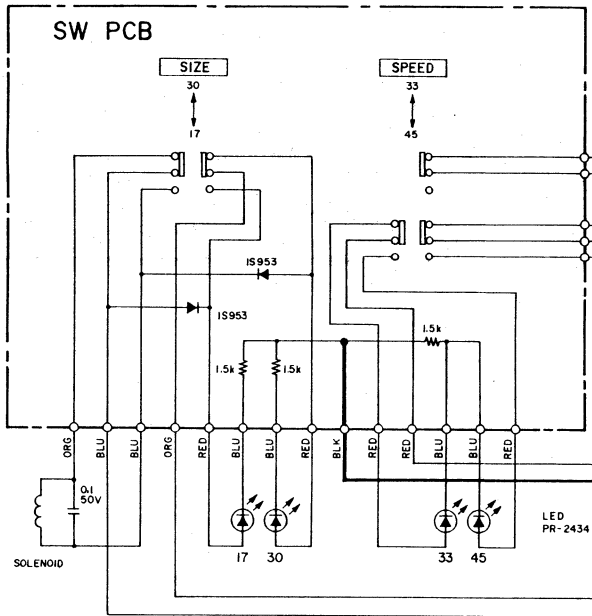 SW PCB
SIZE
30
17
SPEED
33
45
1S953
1S953
1.5k
1.5k
1.5k
ORG
BLU
BLU
ORG
RED
BLU
BLU
RED
BLK
RED
RED
BLU
BLU
RED
0.1
50V
SOLENOID
17
30
33
45
LED
PR-2434